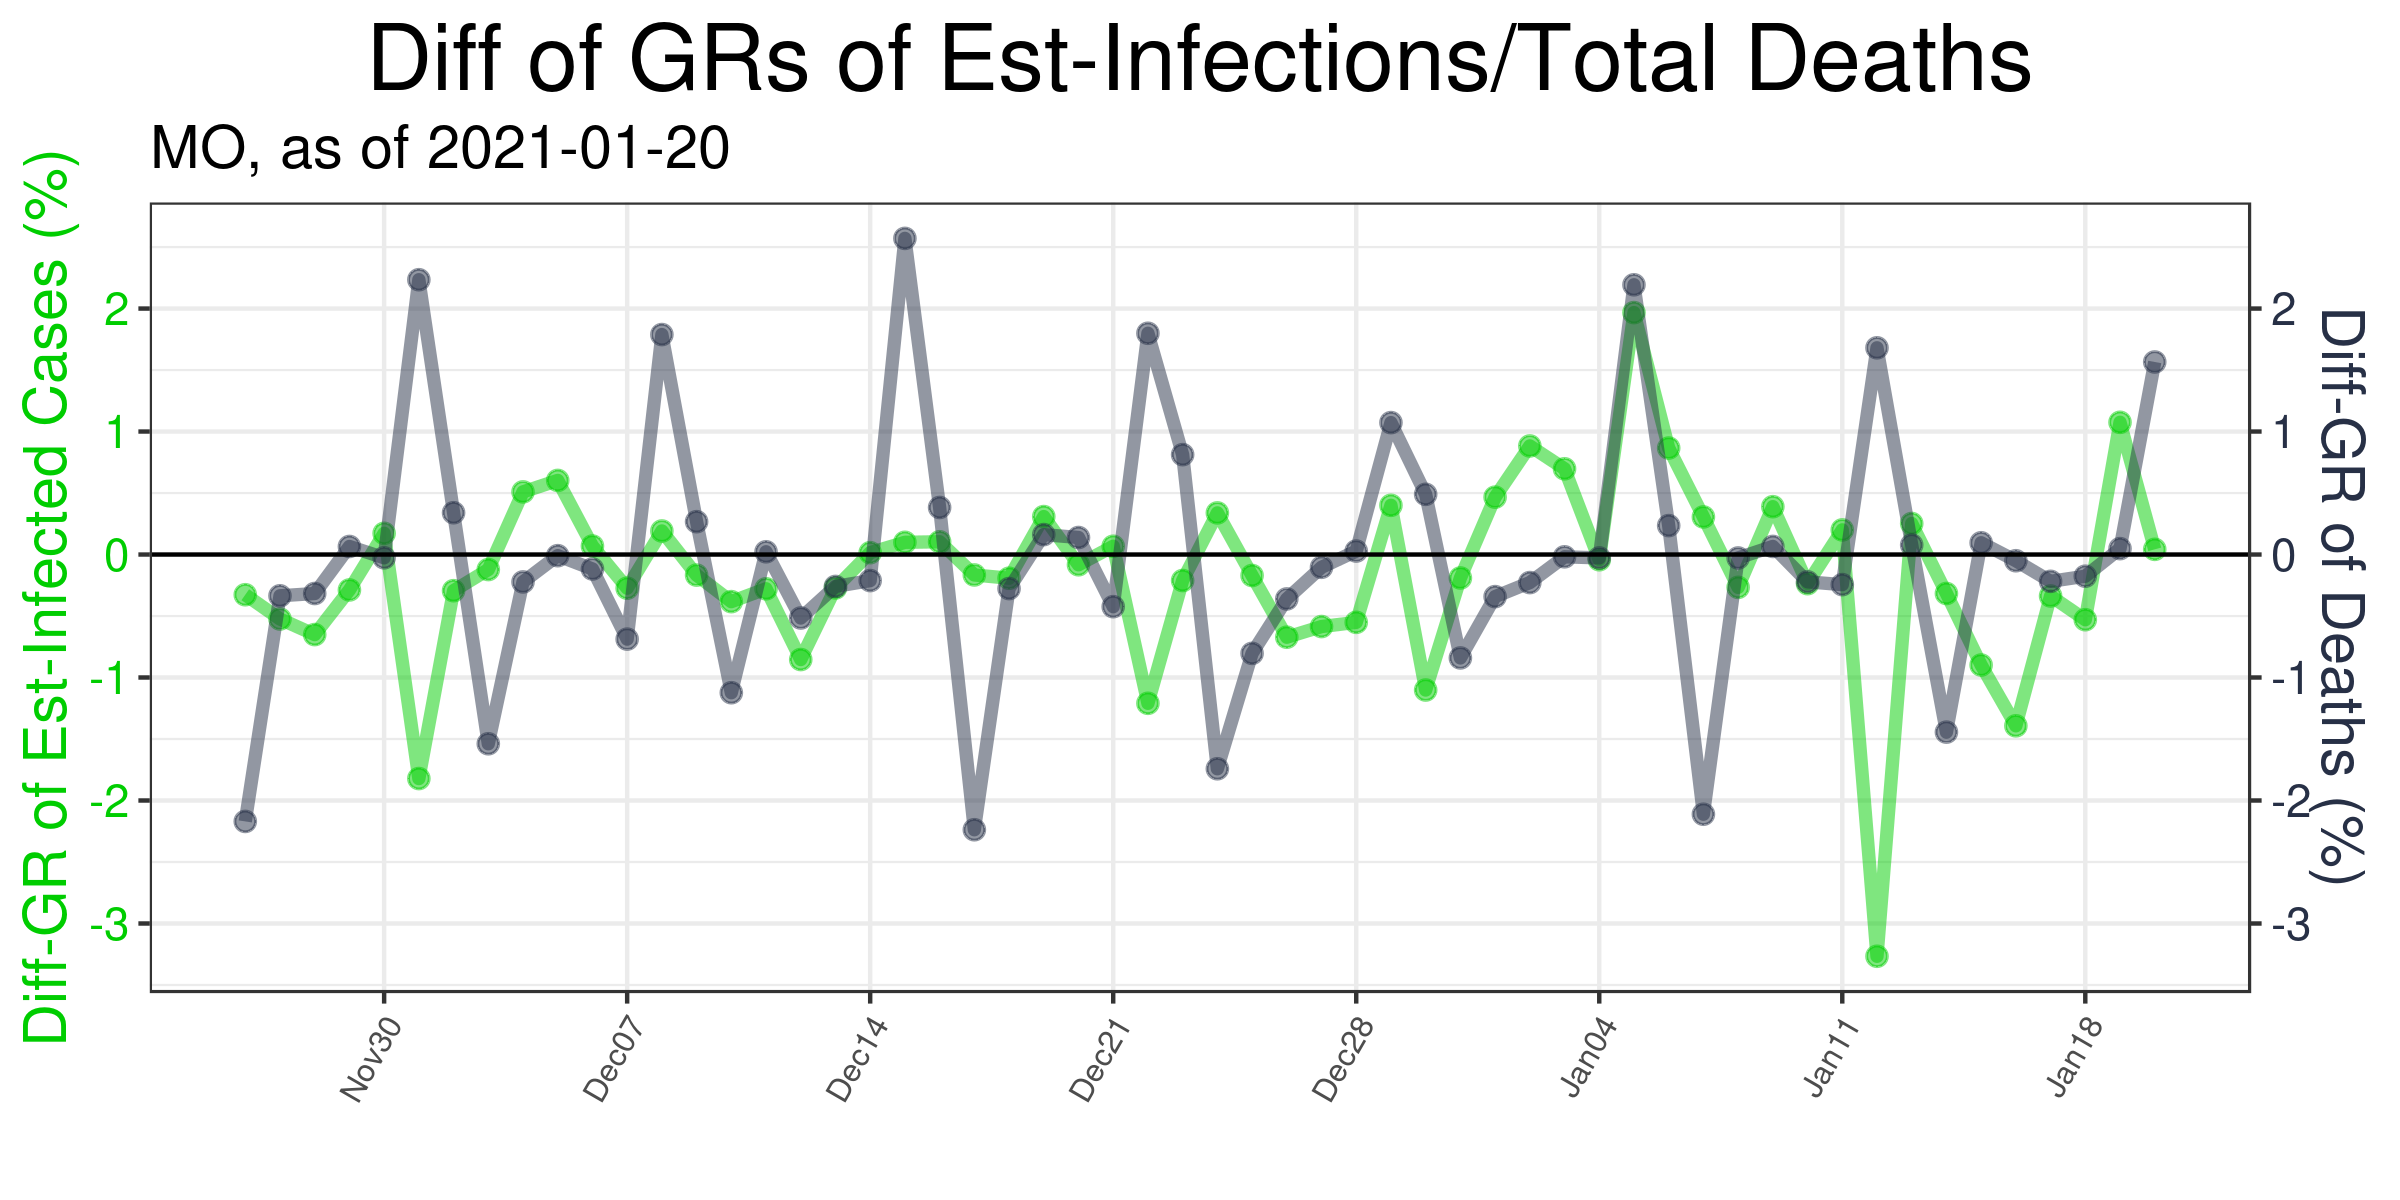 Diff of GRs of Est-Infections/Total Deaths
MO, as of 2021-01-20
Diff-GR of Est-Infected Cases (%)
2
1
0
-1
-2
-3
2
1
0
-1
-2
-3
Diff-GR of Deaths (%)
Nov30
Dec07
Dec14
Dec21
Dec28
Jan04
Jan11
Jan18